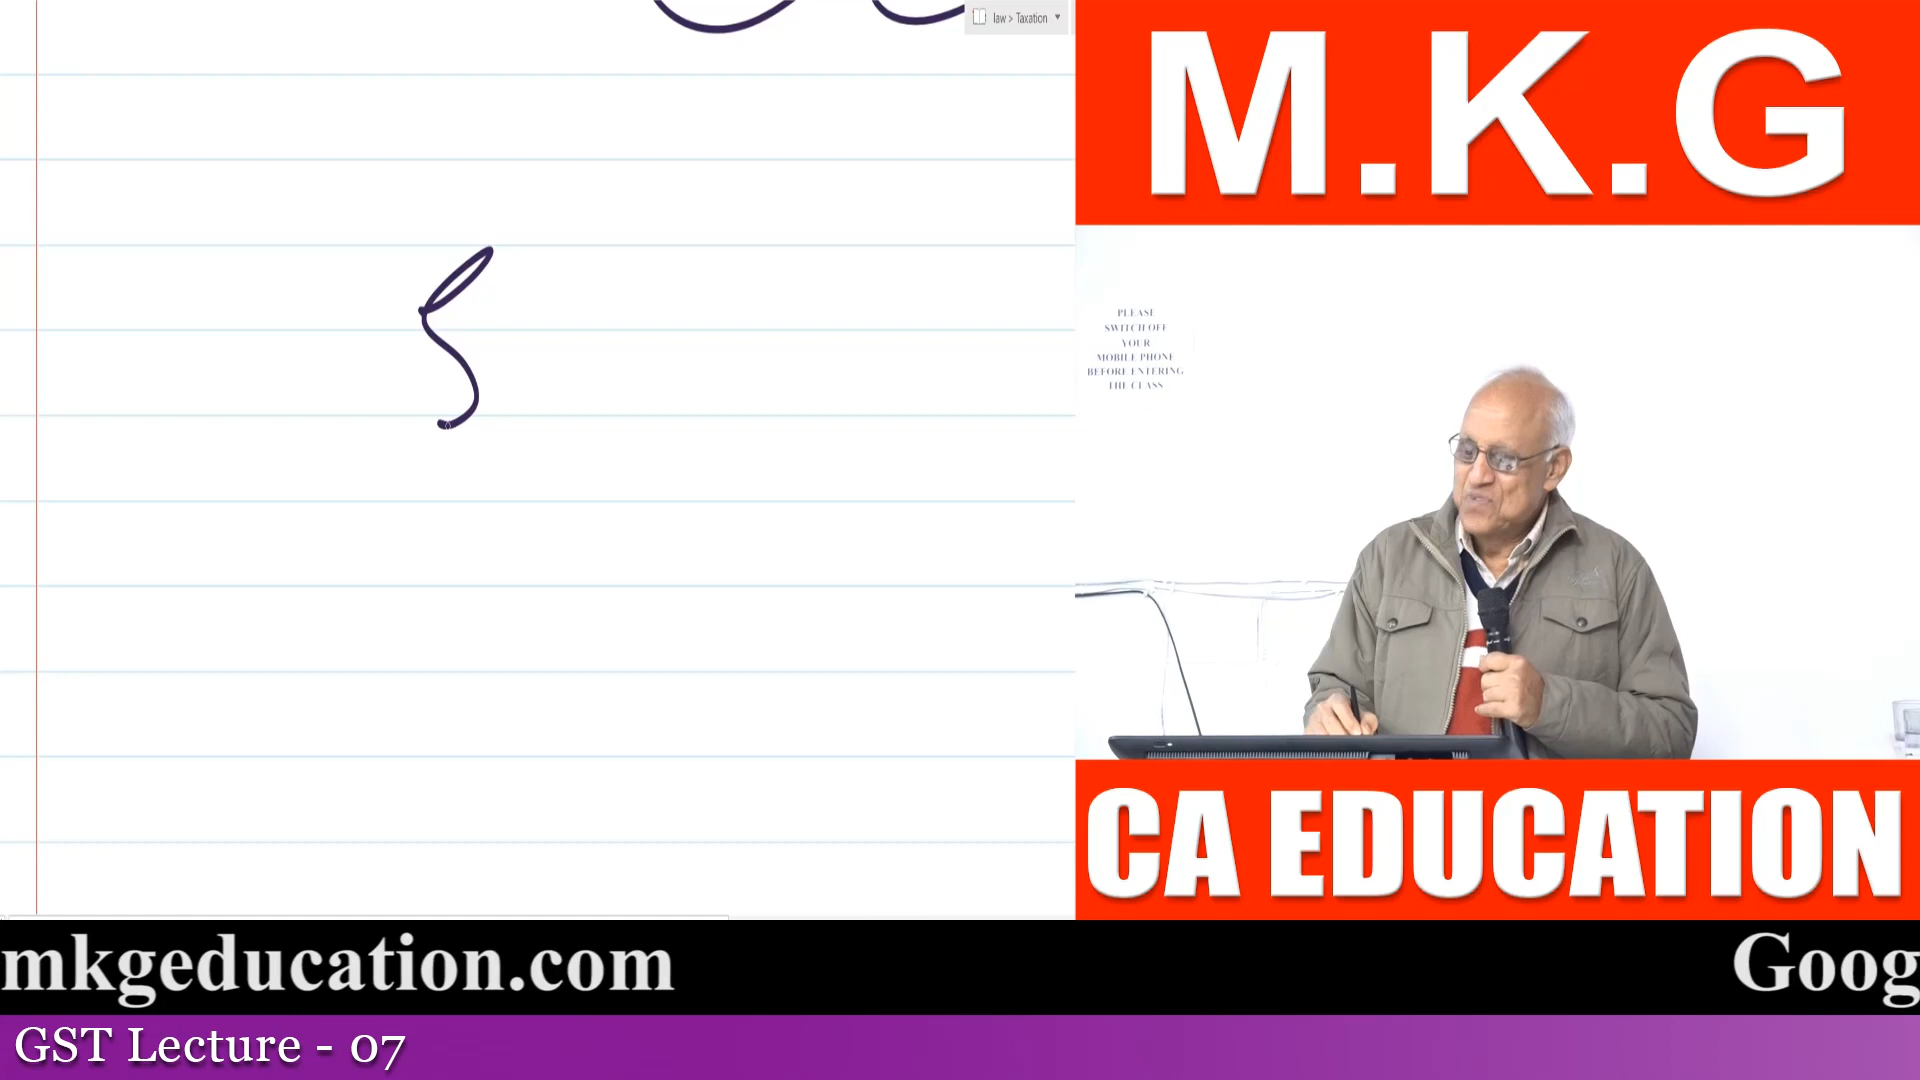 law > Taxation
M.K.G
PLEASE
SWITCH OFF
YOUR
MOBILE PHONE
BEFORE ENTERING
THE CLASS
CA EDUCATION
mkgeducation.com
Goog
GST Lecture - 07